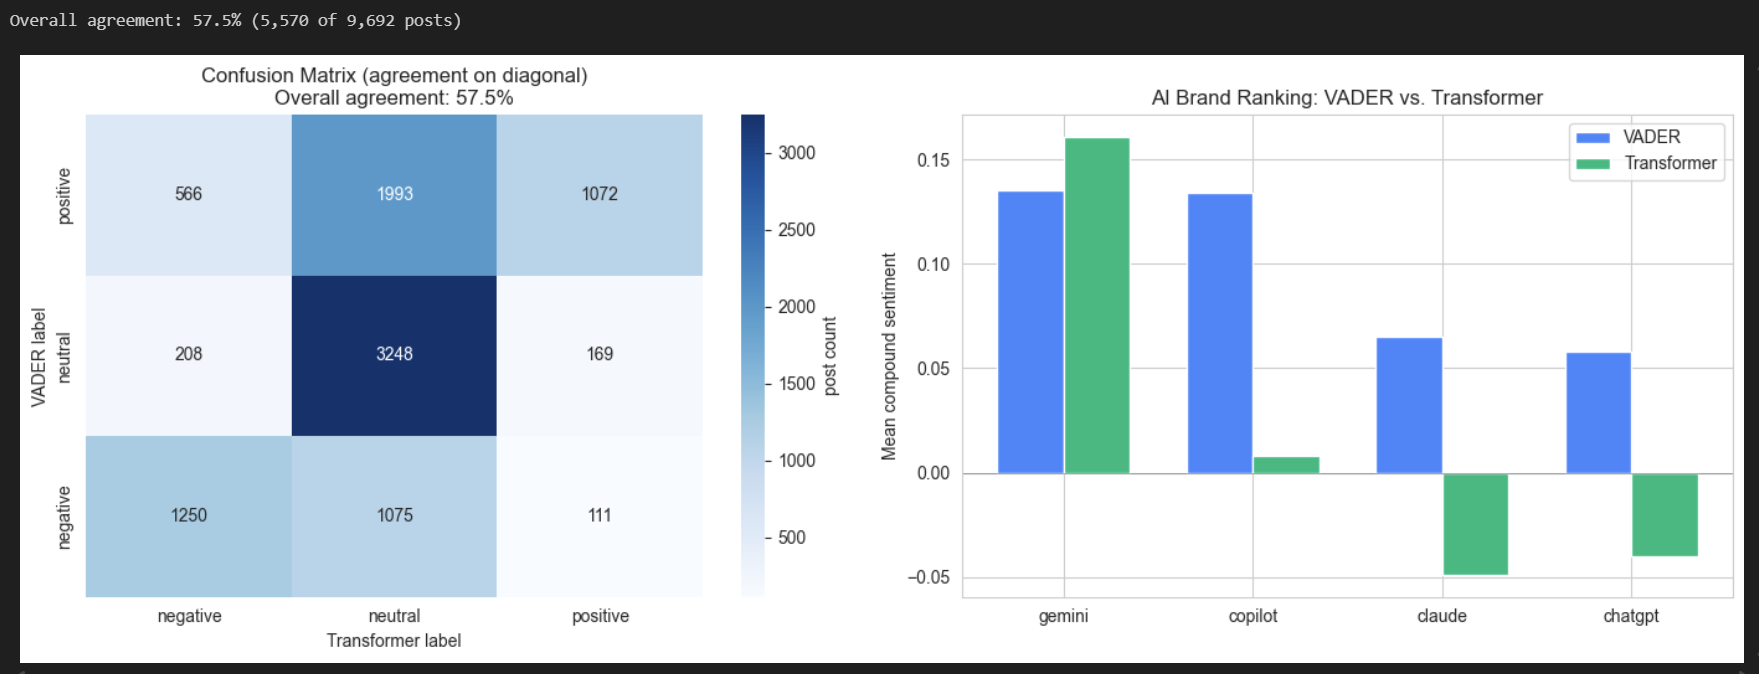 Overall agreement: 57.5% (5,570 of 9,692 posts)
Confusion Matrix (agreement on diagonal)
Overall agreement: 57.5%
VADER label
positive
neutral
negative
566 1993 1072
208 3248 169
1250 1075 111
negative neutral positive
Transformer label
3000
2500
2000
1500
1000
500
post count
AI Brand Ranking: VADER vs. Transformer
VADER
Transformer
Mean compound sentiment
0.15
0.10
0.05
0.00
−0.05
gemini copilot claude chatgpt